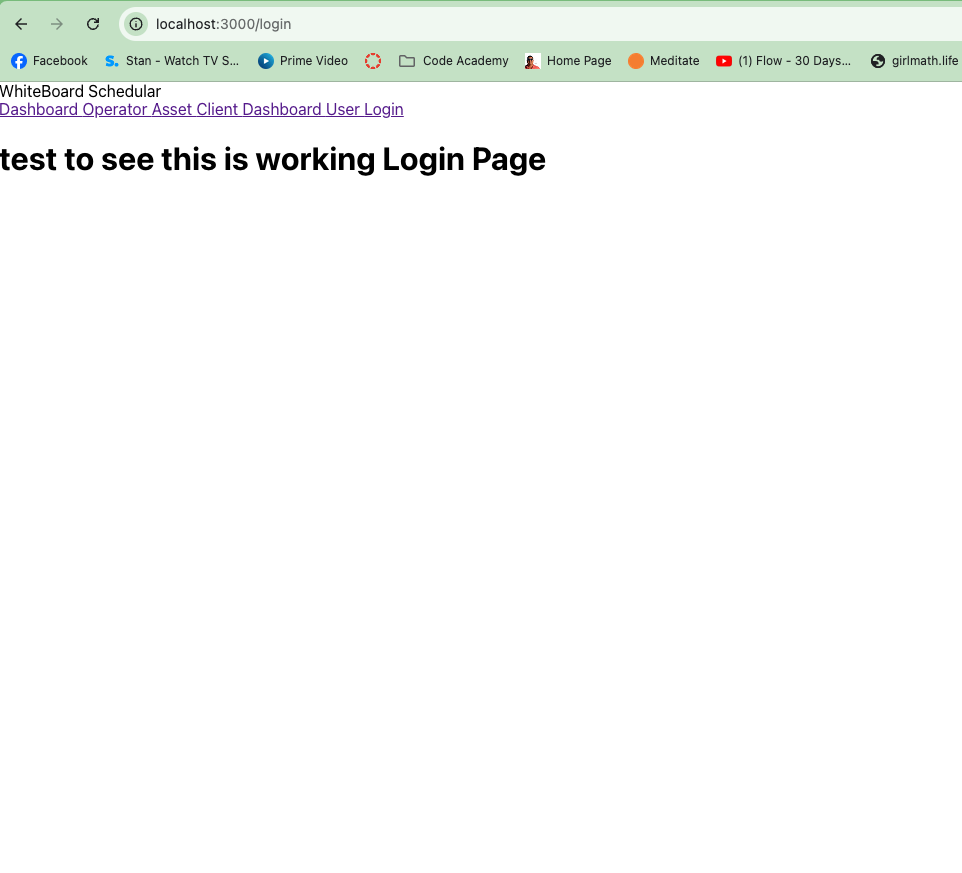 localhost:3000/login
Facebook Stan - Watch TV S... Prime Video Code Academy Home Page Meditate (1) Flow - 30 Days... girlmath.life
WhiteBoard Schedular
Dashboard Operator Asset Client Dashboard User Login
test to see this is working Login Page